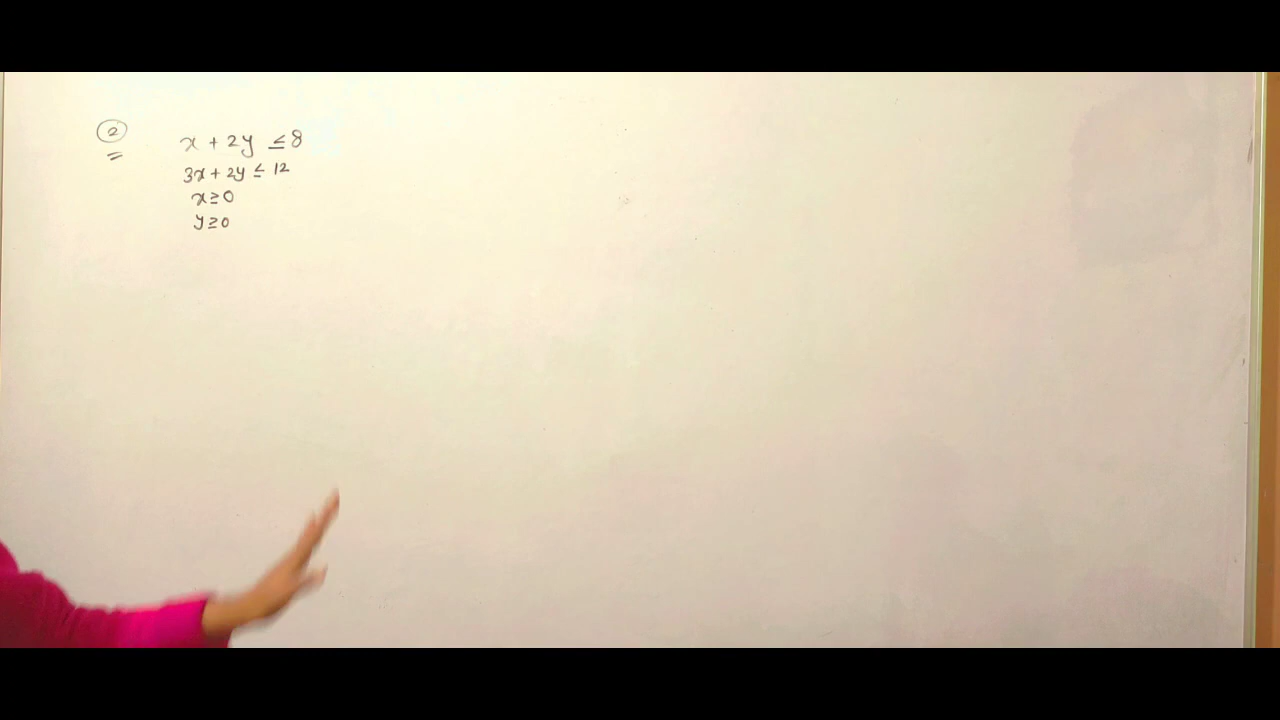 ② x + 2y ≤ 8
3x + 2y ≤ 12
x ≥ 0
y ≥ 0